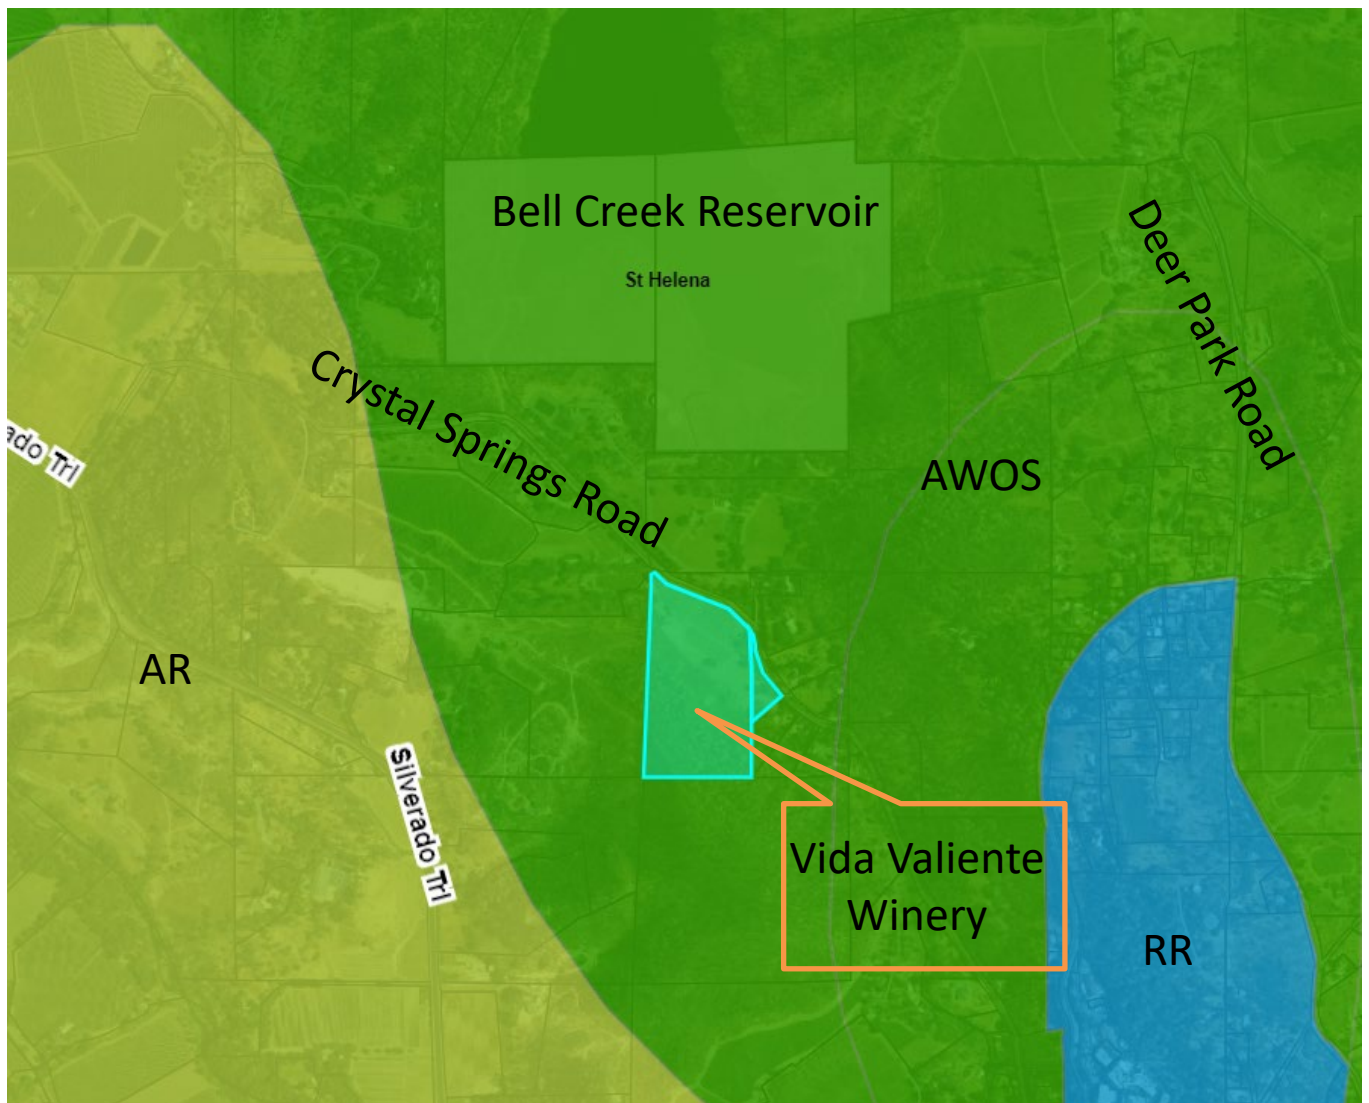 Bell Creek Reservoir
St Helena
Deer Park Road
Crystal Springs Road
ado Trl
AWOS
AR
Silverado Trl
Vida Valiente
Winery
RR